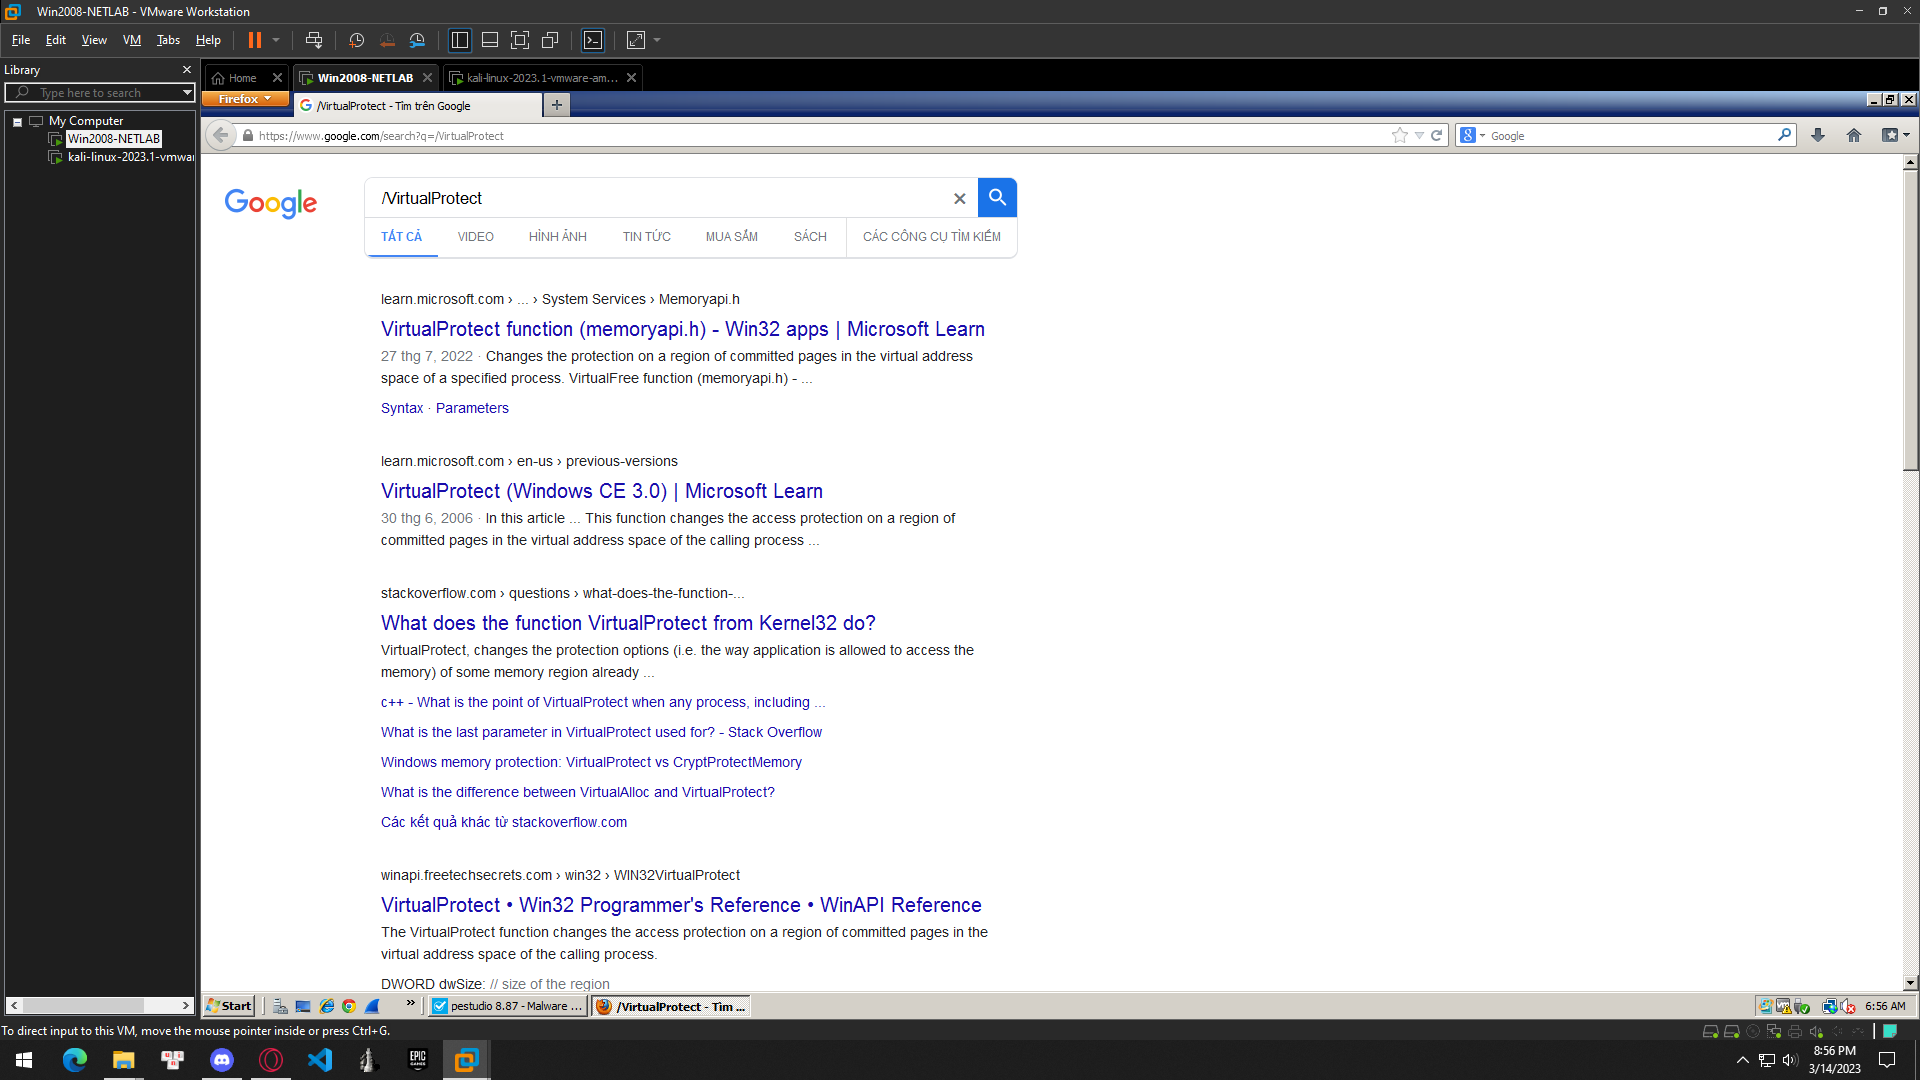 Win2008-NETLAB - VMware Workstation
File Edit View VM Tabs Help
Library
Type here to search
My Computer
Win2008-NETLAB
kali-linux-2023.1-vmwar
Home
Win2008-NETLAB
kali-linux-2023.1-vmware-am...
Firefox
/VirtualProtect - Tìm trên Google
https://www.google.com/search?q=/VirtualProtect
Google
Google
/VirtualProtect
TẤT CẢ VIDEO HÌNH ẢNH TIN TỨC MUA SẮM SÁCH CÁC CÔNG CỤ TÌM KIẾM
learn.microsoft.com › ... › System Services › Memoryapi.h
VirtualProtect function (memoryapi.h) - Win32 apps | Microsoft Learn
27 thg 7, 2022 · Changes the protection on a region of committed pages in the virtual address
space of a specified process. VirtualFree function (memoryapi.h) - ...
Syntax · Parameters
learn.microsoft.com › en-us › previous-versions
VirtualProtect (Windows CE 3.0) | Microsoft Learn
30 thg 6, 2006 · In this article ... This function changes the access protection on a region of
committed pages in the virtual address space of the calling process ...
stackoverflow.com › questions › what-does-the-function-...
What does the function VirtualProtect from Kernel32 do?
VirtualProtect, changes the protection options (i.e. the way application is allowed to access the
memory) of some memory region already ...
c++ - What is the point of VirtualProtect when any process, including ...
What is the last parameter in VirtualProtect used for? - Stack Overflow
Windows memory protection: VirtualProtect vs CryptProtectMemory
What is the difference between VirtualAlloc and VirtualProtect?
Các kết quả khác từ stackoverflow.com
winapi.freetechsecrets.com › win32 › WIN32VirtualProtect
VirtualProtect • Win32 Programmer's Reference • WinAPI Reference
The VirtualProtect function changes the access protection on a region of committed pages in the
virtual address space of the calling process.
DWORD dwSize: // size of the region
Start
pestudio 8.87 - Malware ...
/VirtualProtect - Tìm ...
6:56 AM
To direct input to this VM, move the mouse pointer inside or press Ctrl+G.
EPIC GAMES
8:56 PM
3/14/2023